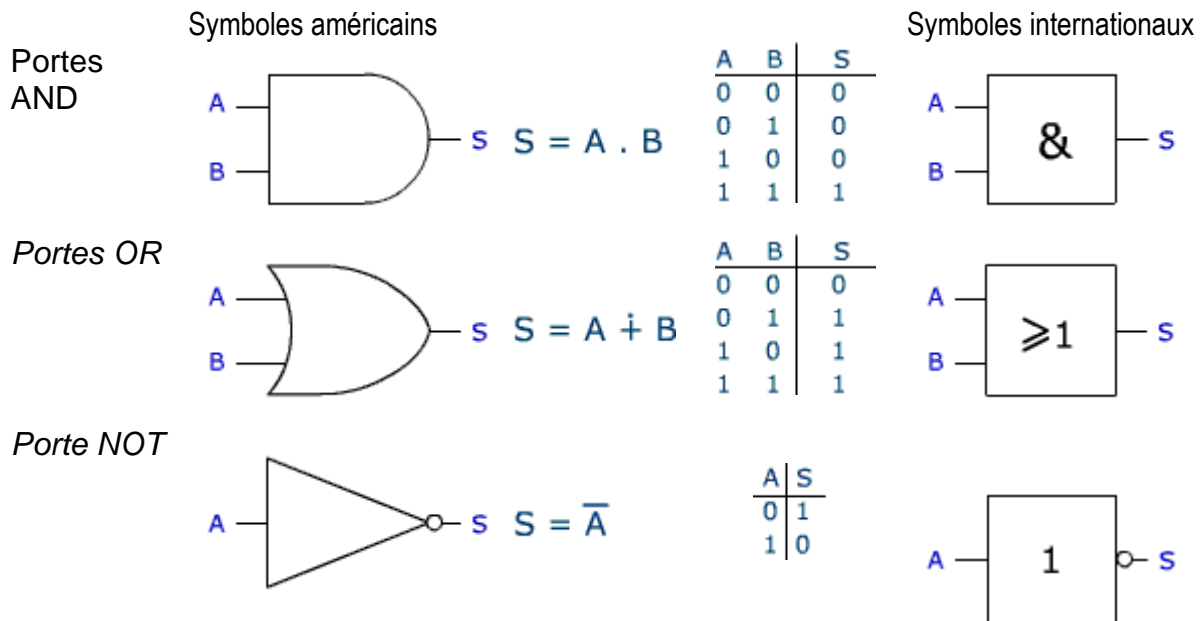 Symboles américains
Symboles internationaux
Portes
AND
A
B
S
S = A . B
A B S
0 0 0
0 1 0
1 0 0
1 1 1
A
B
&
S
Portes OR
A
B
S
S = A ∔ B
A B S
0 0 0
0 1 1
1 0 1
1 1 1
A
B
⩾1
S
Porte NOT
A
S
S = A̅
A S
0 1
1 0
A
1
S